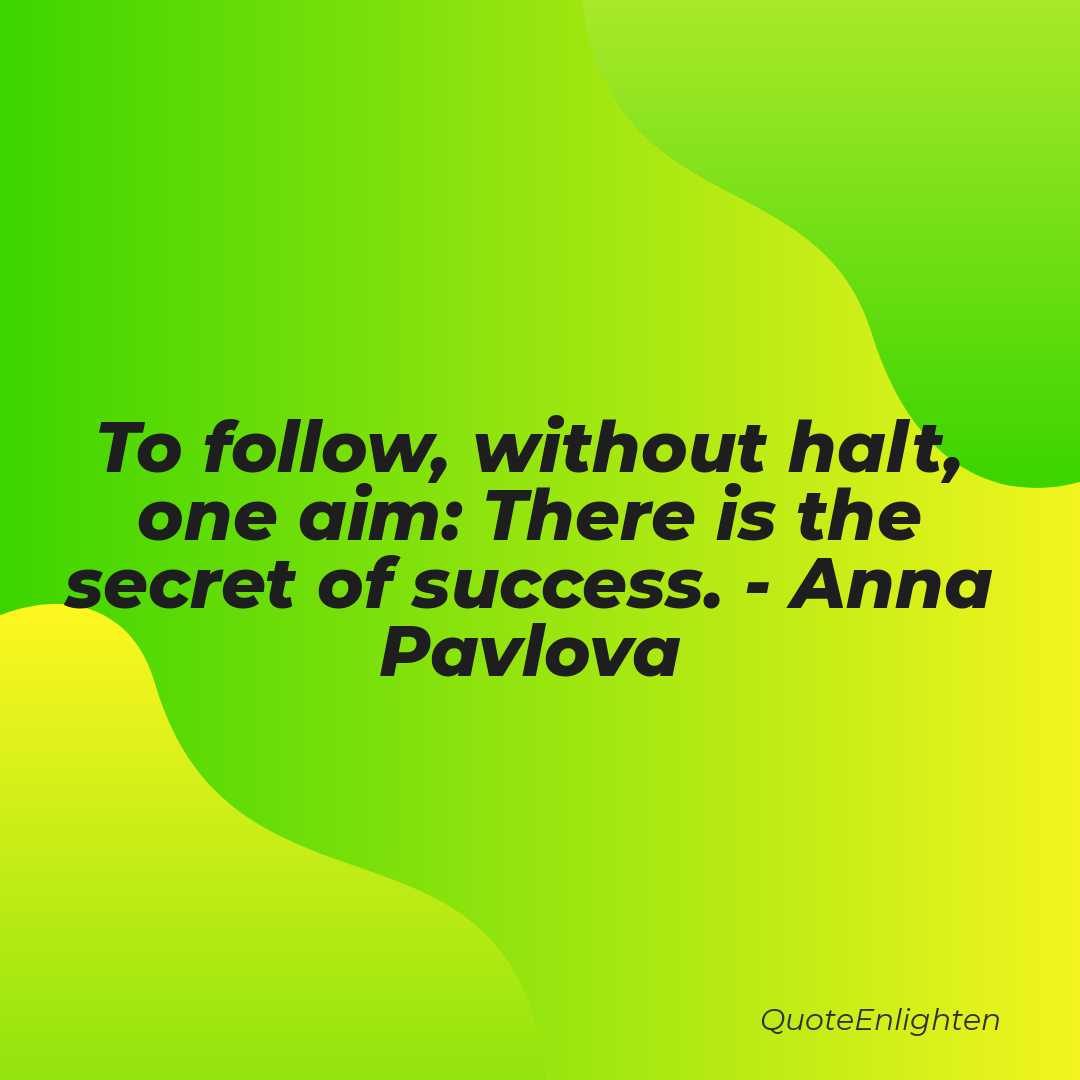 To follow, without halt,
one aim: There is the
secret of success. - Anna
Pavlova
QuoteEnlighten